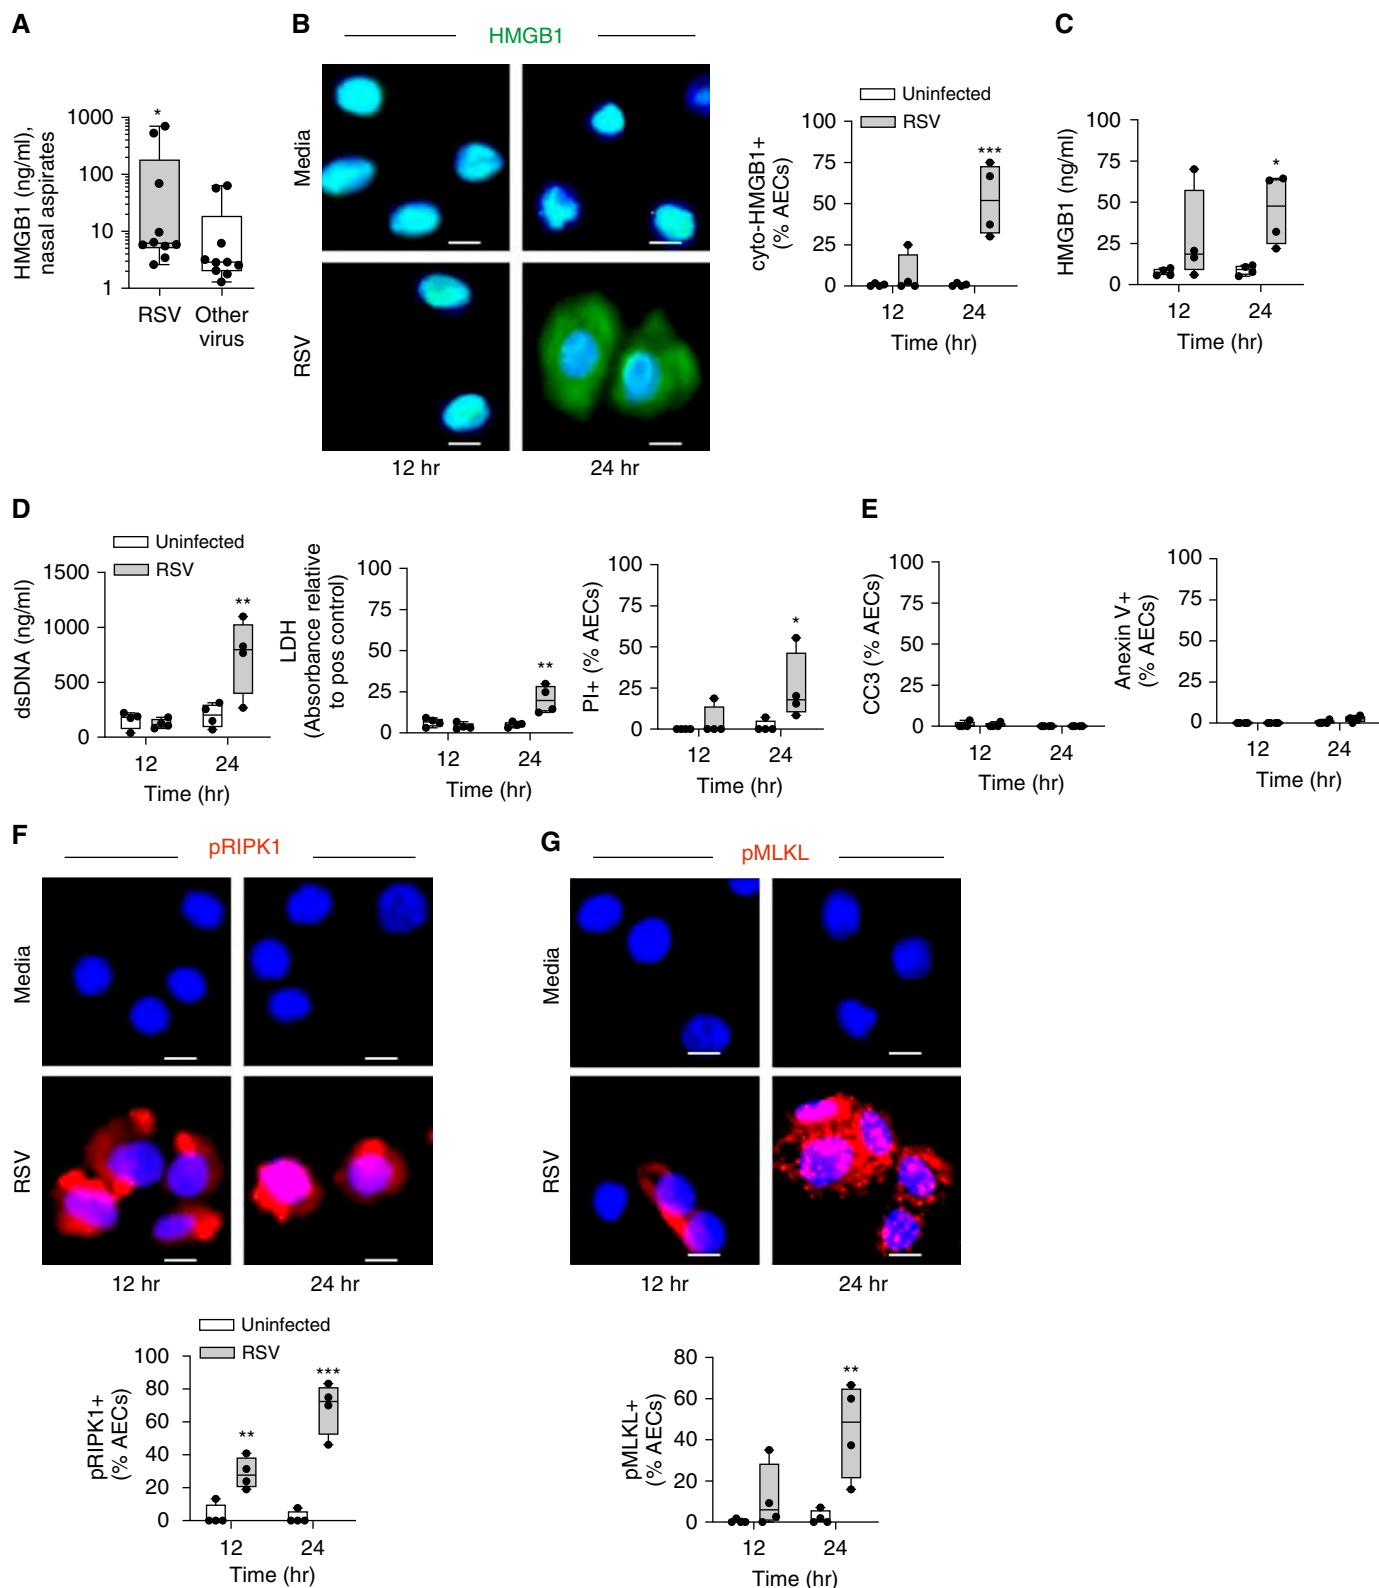 A
HMGB1 (ng/ml),
nasal aspirates
1000
100
10
1
*
RSV
Other
virus
B
HMGB1
Media
RSV
12 hr
24 hr
Uninfected
RSV
cyto-HMGB1+
(% AECs)
100
75
50
25
0
***
12
24
Time (hr)
C
HMGB1 (ng/ml)
100
75
50
25
0
*
12
24
Time (hr)
D
Uninfected
RSV
dsDNA (ng/ml)
1500
1000
500
0
**
12
24
Time (hr)
LDH
(Absorbance relative
to pos control)
100
75
50
25
0
**
12
24
Time (hr)
PI+ (% AECs)
100
50
25
0
*
12
24
Time (hr)
E
CC3 (% AECs)
100
75
50
25
0
12
24
Time (hr)
Anexin V+
(% AECs)
100
75
50
25
0
12
24
Time (hr)
F
pRIPK1
Media
RSV
12 hr
24 hr
Uninfected
RSV
pRIPK1+
(% AECs)
100
80
60
40
20
0
**
***
12
24
Time (hr)
G
pMLKL
Media
RSV
12 hr
24 hr
pMLKL+
(% AECs)
80
60
40
20
0
**
12
24
Time (hr)